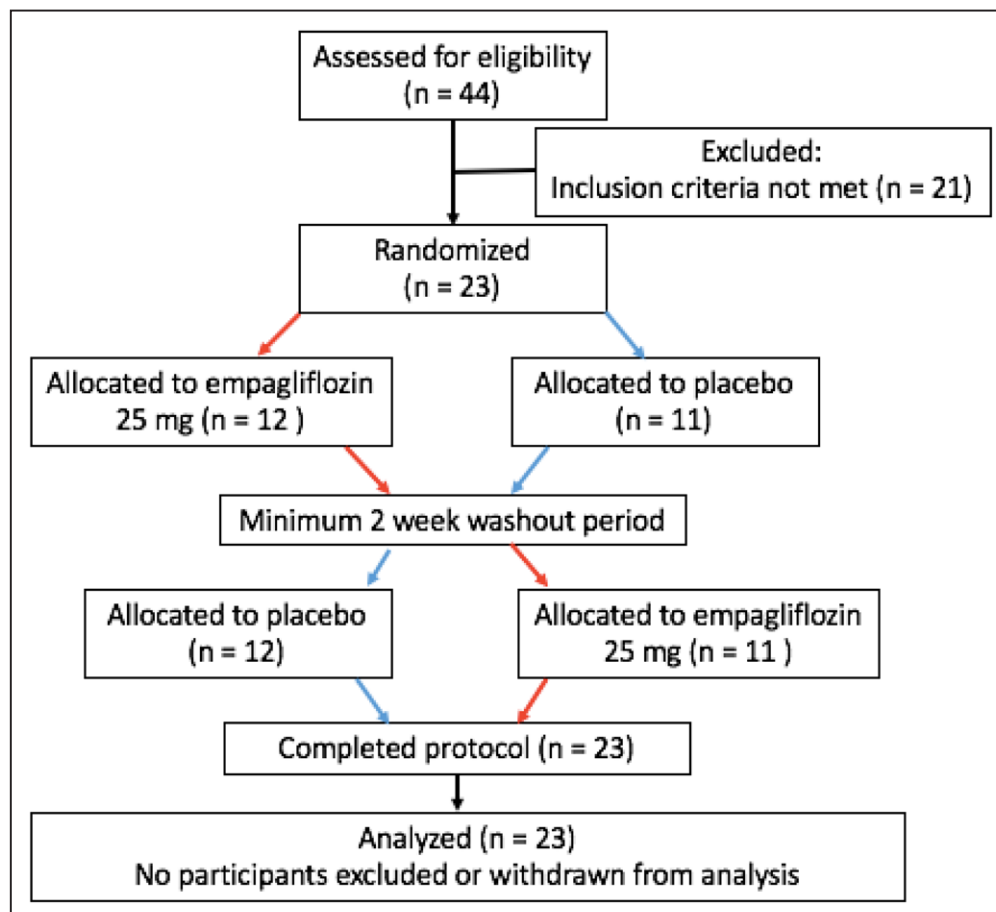 Assessed for eligibility
(n = 44)
Excluded:
Inclusion criteria not met (n = 21)
Randomized
(n = 23)
Allocated to empagliflozin
25 mg (n = 12 )
Allocated to placebo
(n = 11)
Minimum 2 week washout period
Allocated to placebo
(n = 12)
Allocated to empagliflozin
25 mg (n = 11 )
Completed protocol (n = 23)
Analyzed (n = 23)
No participants excluded or withdrawn from analysis